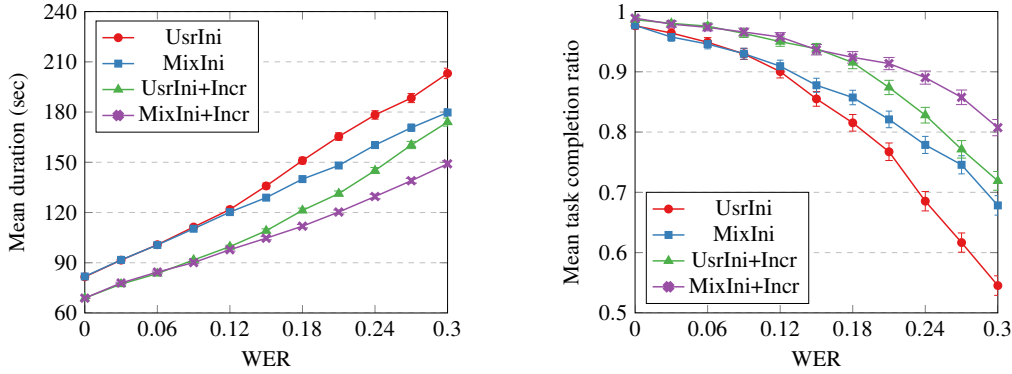 240
210
180
150
120
90
60
Mean duration (sec)
UsrIni
MixIni
UsrIni+Incr
MixIni+Incr
0 0.06 0.12 0.18 0.24 0.3
WER
1
0.9
0.8
0.7
0.6
0.5
Mean task completion ratio
UsrIni
MixIni
UsrIni+Incr
MixIni+Incr
0 0.06 0.12 0.18 0.24 0.3
WER